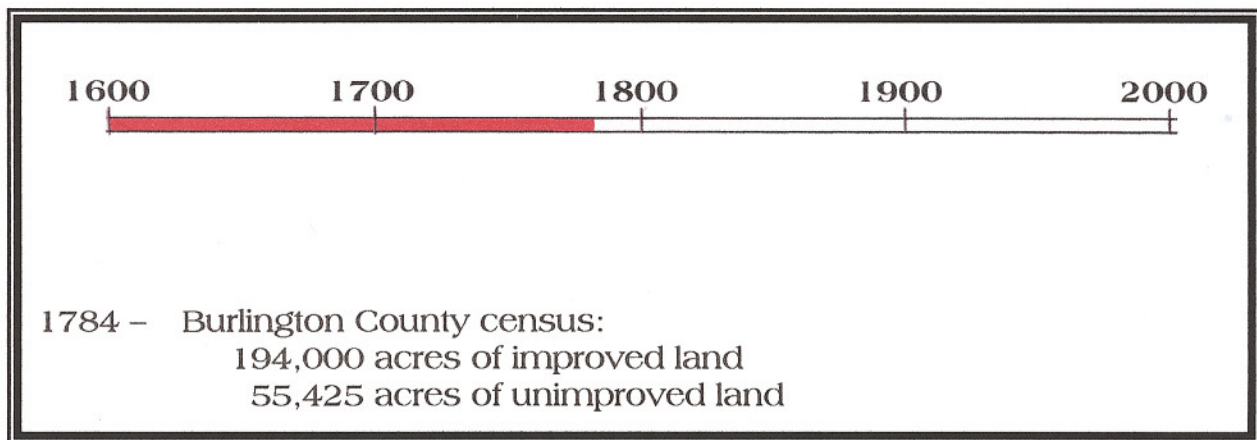 1600 1700 1800 1900 2000
1784 – Burlington County census:
194,000 acres of improved land
55,425 acres of unimproved land